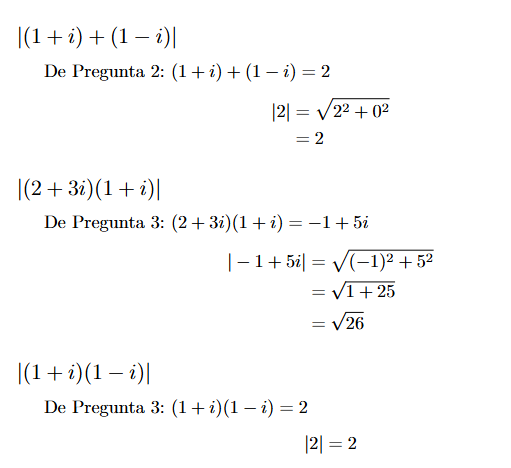 |(1 + i) + (1 − i)|
De Pregunta 2: (1 + i) + (1 − i) = 2
|2| = √(2² + 0²)
= 2
|(2 + 3i)(1 + i)|
De Pregunta 3: (2 + 3i)(1 + i) = −1 + 5i
| − 1 + 5i| = √((−1)² + 5²)
= √(1 + 25)
= √26
|(1 + i)(1 − i)|
De Pregunta 3: (1 + i)(1 − i) = 2
|2| = 2